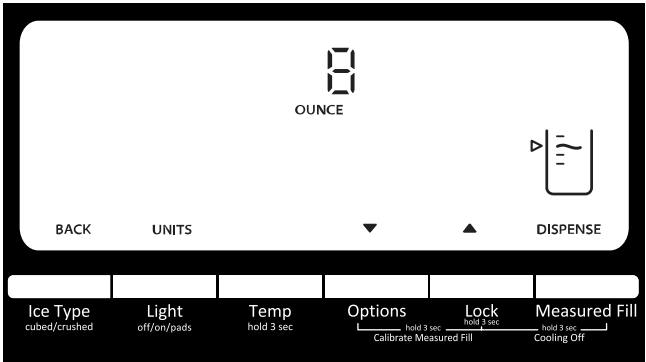 8
OUNCE
BACK UNITS ▼ ▲ DISPENSE
Ice Type Light Temp Options Lock Measured Fill
cubed/crushed off/on/pads hold 3 sec hold 3 sec
hold 3 sec hold 3 sec
Calibrate Measured Fill Cooling Off